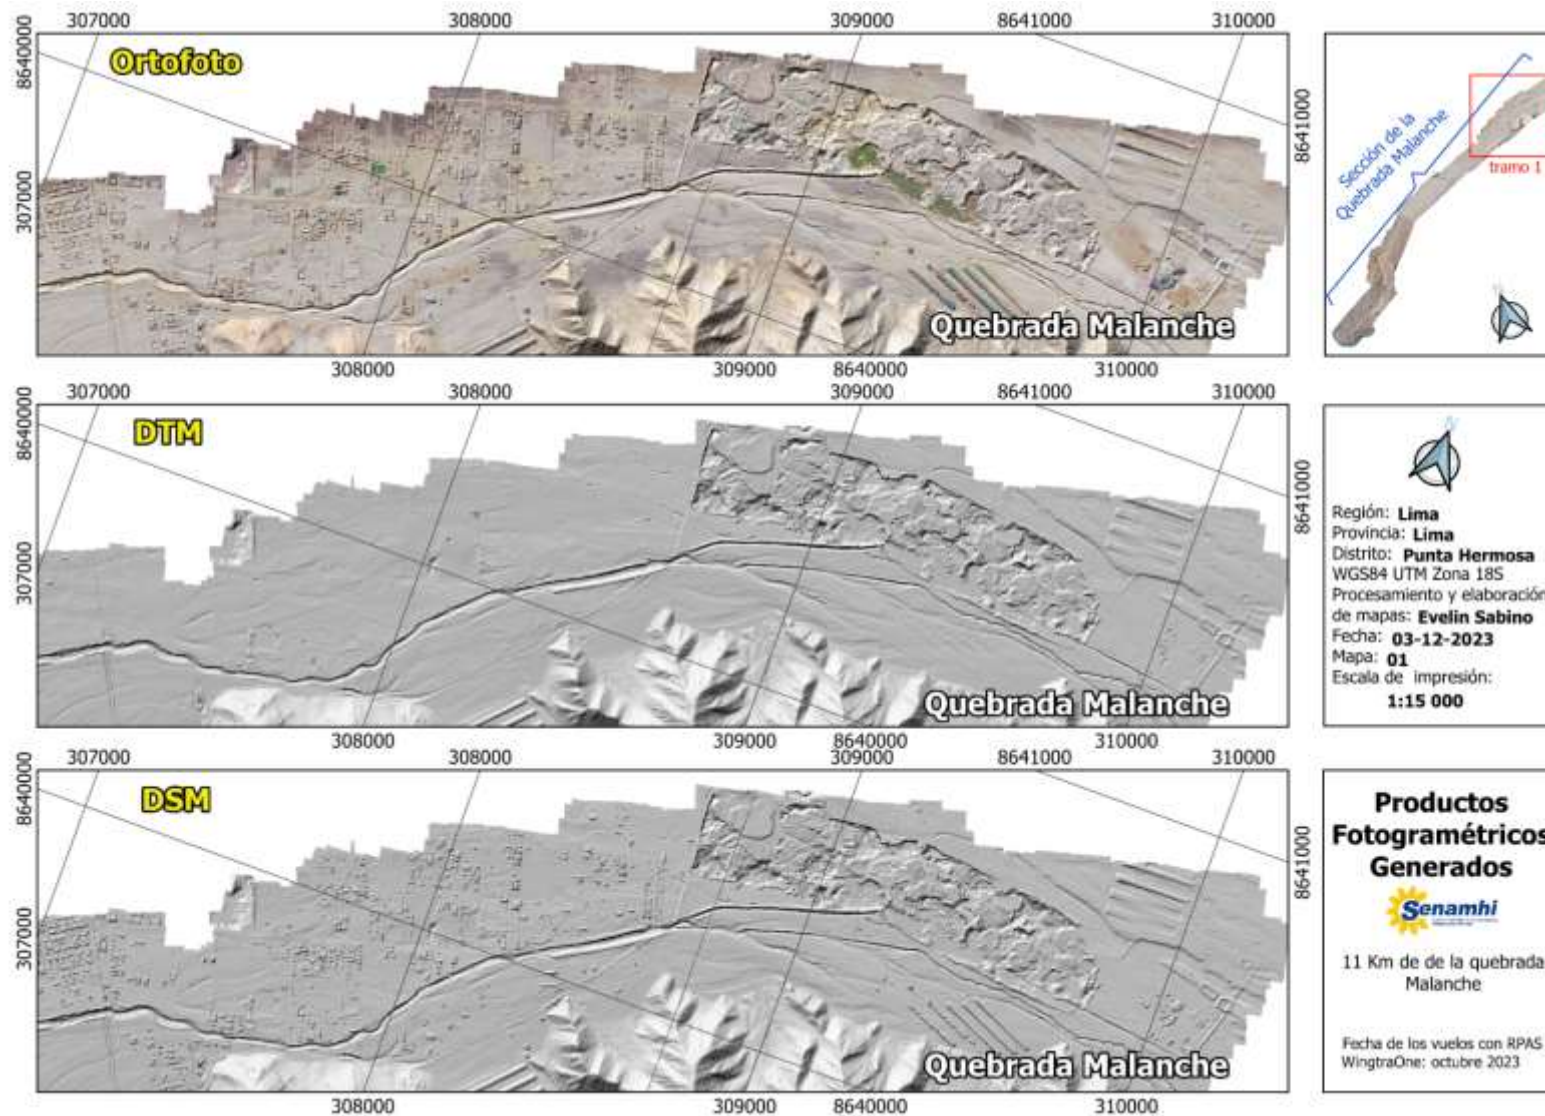 307000
308000
309000
8641000
310000
8640000
Ortofoto
8641000
307000
Quebrada Malanche
308000
309000
8640000
310000
Sección de la
Quebrada Malanche
tramo 1
307000
308000
309000
8641000
310000
8640000
DTM
8641000
307000
Quebrada Malanche
308000
309000
8640000
310000
Región: Lima
Provincia: Lima
Distrito: Punta Hermosa
WGS84 UTM Zona 18S
Procesamiento y elaboración
de mapas: Evelin Sabino
Fecha: 03-12-2023
Mapa: 01
Escala de impresión:
1:15 000
307000
308000
309000
8641000
310000
8640000
DSM
8641000
307000
Quebrada Malanche
308000
309000
8640000
310000
Productos
Fotogramétricos
Generados
Senamhi
11 Km de de la quebrada
Malanche
Fecha de los vuelos con RPAS
WingtraOne: octubre 2023